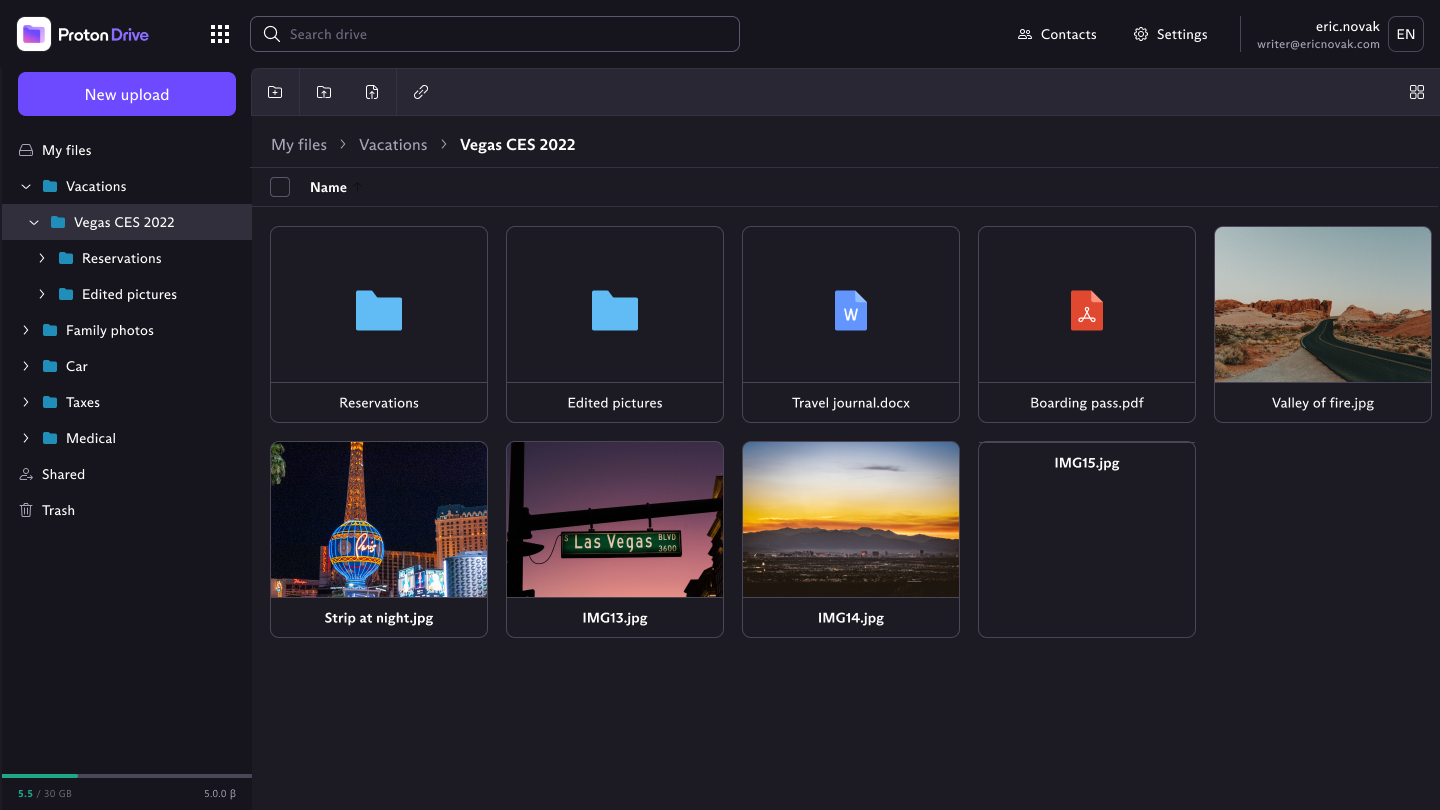 Proton Drive
Search drive
Contacts
Settings
eric.novak
writer@ericnovak.com
EN
New upload
My files
Vacations
Vegas CES 2022
Reservations
Edited pictures
Family photos
Car
Taxes
Medical
Shared
Trash
5.5 / 30 GB
5.0.0 β
My files > Vacations > Vegas CES 2022
Name
Reservations
Edited pictures
W
Travel journal.docx
Boarding pass.pdf
Valley of fire.jpg
Paris
Strip at night.jpg
S Las Vegas BLVD
3600
IMG13.jpg
IMG14.jpg
IMG15.jpg